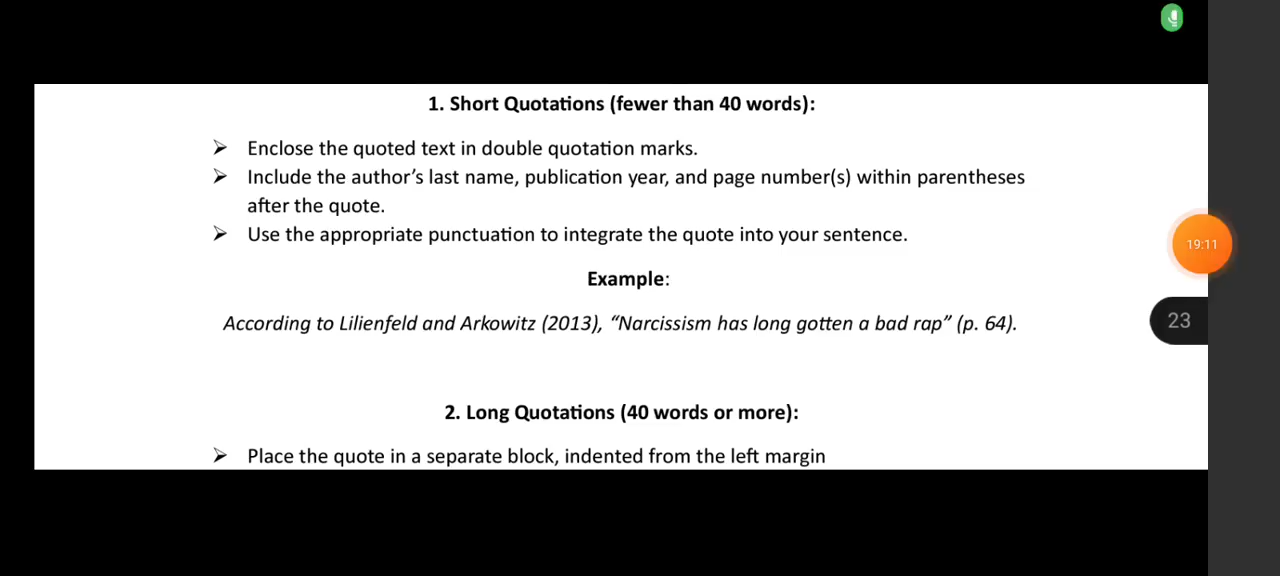 1. Short Quotations (fewer than 40 words):
➢ Enclose the quoted text in double quotation marks.
➢ Include the author’s last name, publication year, and page number(s) within parentheses
after the quote.
➢ Use the appropriate punctuation to integrate the quote into your sentence.
19:11
Example:
23
According to Lilienfeld and Arkowitz (2013), “Narcissism has long gotten a bad rap” (p. 64).
2. Long Quotations (40 words or more):
➢ Place the quote in a separate block, indented from the left margin